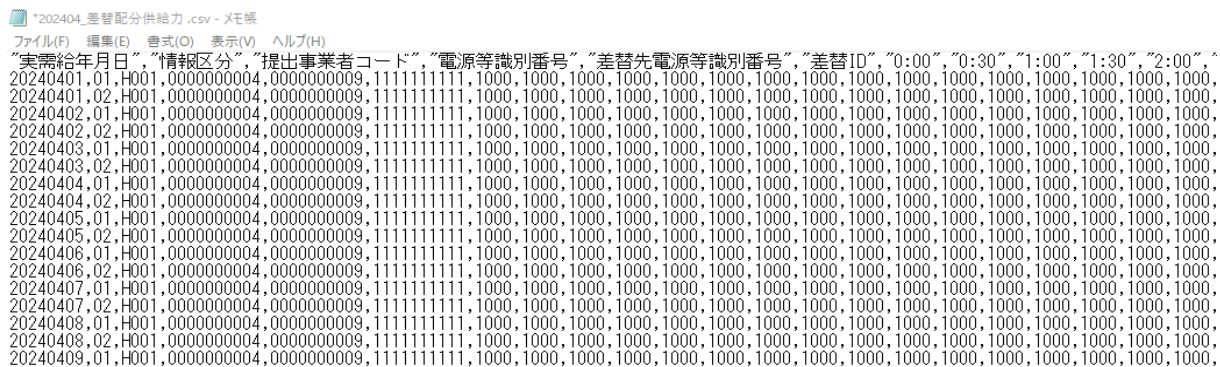 *202404_差替配分供給力 .csv - メモ帳
ファイル(F) 編集(E) 書式(O) 表示(V) ヘルプ(H)
"実需給年月日","情報区分","提出事業者コード","電源等識別番号","差替先電源等識別番号","差替ID","0:00","0:30","1:00","1:30","2:00","
20240401,01,H001,0000000004,0000000009,1111111111,1000,1000,1000,1000,1000,1000,1000,1000,1000,1000,1000,1000,1000,1000,1000,1000,
20240401,02,H001,0000000004,0000000009,1111111111,1000,1000,1000,1000,1000,1000,1000,1000,1000,1000,1000,1000,1000,1000,1000,1000,
20240402,01,H001,0000000004,0000000009,1111111111,1000,1000,1000,1000,1000,1000,1000,1000,1000,1000,1000,1000,1000,1000,1000,1000,
20240402,02,H001,0000000004,0000000009,1111111111,1000,1000,1000,1000,1000,1000,1000,1000,1000,1000,1000,1000,1000,1000,1000,1000,
20240403,01,H001,0000000004,0000000009,1111111111,1000,1000,1000,1000,1000,1000,1000,1000,1000,1000,1000,1000,1000,1000,1000,1000,
20240403,02,H001,0000000004,0000000009,1111111111,1000,1000,1000,1000,1000,1000,1000,1000,1000,1000,1000,1000,1000,1000,1000,1000,
20240404,01,H001,0000000004,0000000009,1111111111,1000,1000,1000,1000,1000,1000,1000,1000,1000,1000,1000,1000,1000,1000,1000,1000,
20240404,02,H001,0000000004,0000000009,1111111111,1000,1000,1000,1000,1000,1000,1000,1000,1000,1000,1000,1000,1000,1000,1000,1000,
20240405,01,H001,0000000004,0000000009,1111111111,1000,1000,1000,1000,1000,1000,1000,1000,1000,1000,1000,1000,1000,1000,1000,1000,
20240405,02,H001,0000000004,0000000009,1111111111,1000,1000,1000,1000,1000,1000,1000,1000,1000,1000,1000,1000,1000,1000,1000,1000,
20240406,01,H001,0000000004,0000000009,1111111111,1000,1000,1000,1000,1000,1000,1000,1000,1000,1000,1000,1000,1000,1000,1000,1000,
20240406,02,H001,0000000004,0000000009,1111111111,1000,1000,1000,1000,1000,1000,1000,1000,1000,1000,1000,1000,1000,1000,1000,1000,
20240407,01,H001,0000000004,0000000009,1111111111,1000,1000,1000,1000,1000,1000,1000,1000,1000,1000,1000,1000,1000,1000,1000,1000,
20240407,02,H001,0000000004,0000000009,1111111111,1000,1000,1000,1000,1000,1000,1000,1000,1000,1000,1000,1000,1000,1000,1000,1000,
20240408,01,H001,0000000004,0000000009,1111111111,1000,1000,1000,1000,1000,1000,1000,1000,1000,1000,1000,1000,1000,1000,1000,1000,
20240408,02,H001,0000000004,0000000009,1111111111,1000,1000,1000,1000,1000,1000,1000,1000,1000,1000,1000,1000,1000,1000,1000,1000,
20240409,01,H001,0000000004,0000000009,1111111111,1000,1000,1000,1000,1000,1000,1000,1000,1000,1000,1000,1000,1000,1000,1000,1000,